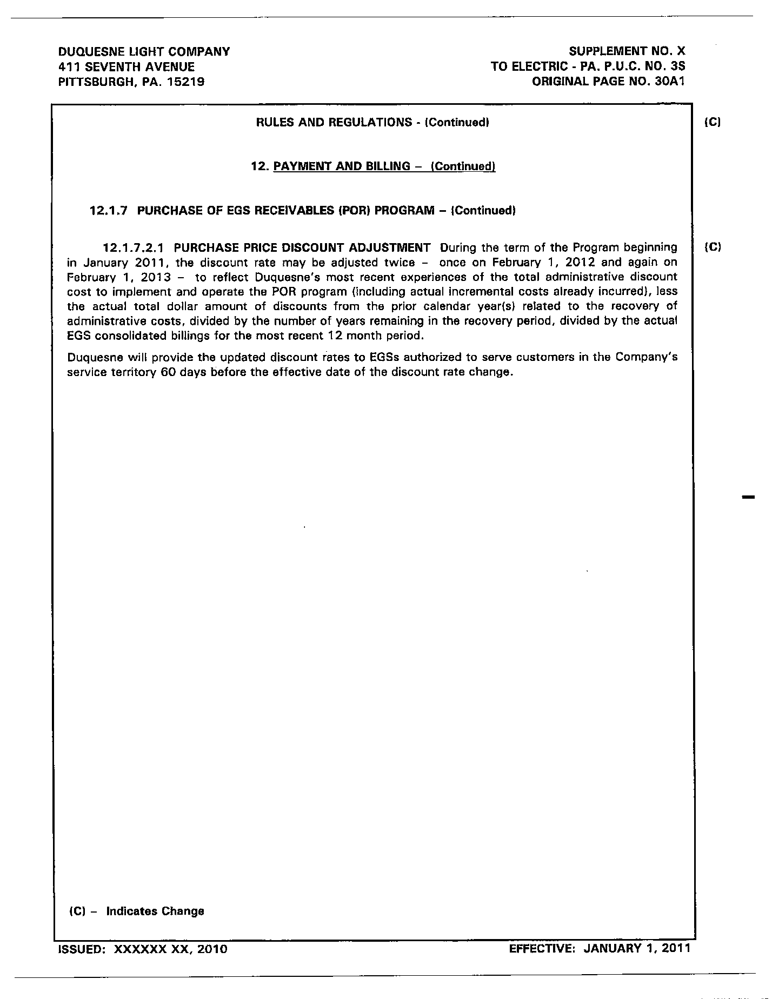 DUQUESNE LIGHT COMPANY
411 SEVENTH AVENUE
PITTSBURGH, PA. 15219
SUPPLEMENT NO. X
TO ELECTRIC - PA. P.U.C. NO. 3S
ORIGINAL PAGE NO. 30A1
RULES AND REGULATIONS - (Continued) (C)
12. PAYMENT AND BILLING – (Continued)
12.1.7 PURCHASE OF EGS RECEIVABLES (POR) PROGRAM – (Continued)
12.1.7.2.1 PURCHASE PRICE DISCOUNT ADJUSTMENT During the term of the Program beginning (C)
in January 2011, the discount rate may be adjusted twice – once on February 1, 2012 and again on
February 1, 2013 – to reflect Duquesne's most recent experiences of the total administrative discount
cost to implement and operate the POR program (including actual incremental costs already incurred), less
the actual total dollar amount of discounts from the prior calendar year(s) related to the recovery of
administrative costs, divided by the number of years remaining in the recovery period, divided by the actual
EGS consolidated billings for the most recent 12 month period.
Duquesne will provide the updated discount rates to EGSs authorized to serve customers in the Company's
service territory 60 days before the effective date of the discount rate change.
(C) – Indicates Change
ISSUED: XXXXXX XX, 2010
EFFECTIVE: JANUARY 1, 2011